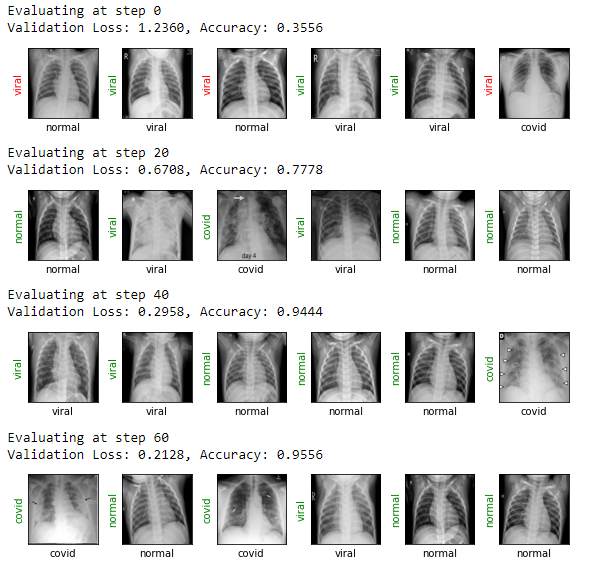 Evaluating at step 0
Validation Loss: 1.2360, Accuracy: 0.3556
viral viral viral viral viral viral
R R
normal viral normal viral viral covid
Evaluating at step 20
Validation Loss: 0.6708, Accuracy: 0.7778
normal viral covid viral normal normal
day 4
normal viral covid viral normal normal
Evaluating at step 40
Validation Loss: 0.2958, Accuracy: 0.9444
viral viral normal normal normal covid
viral viral normal normal normal covid
Evaluating at step 60
Validation Loss: 0.2128, Accuracy: 0.9556
covid normal covid viral normal normal
R
covid normal covid viral normal normal